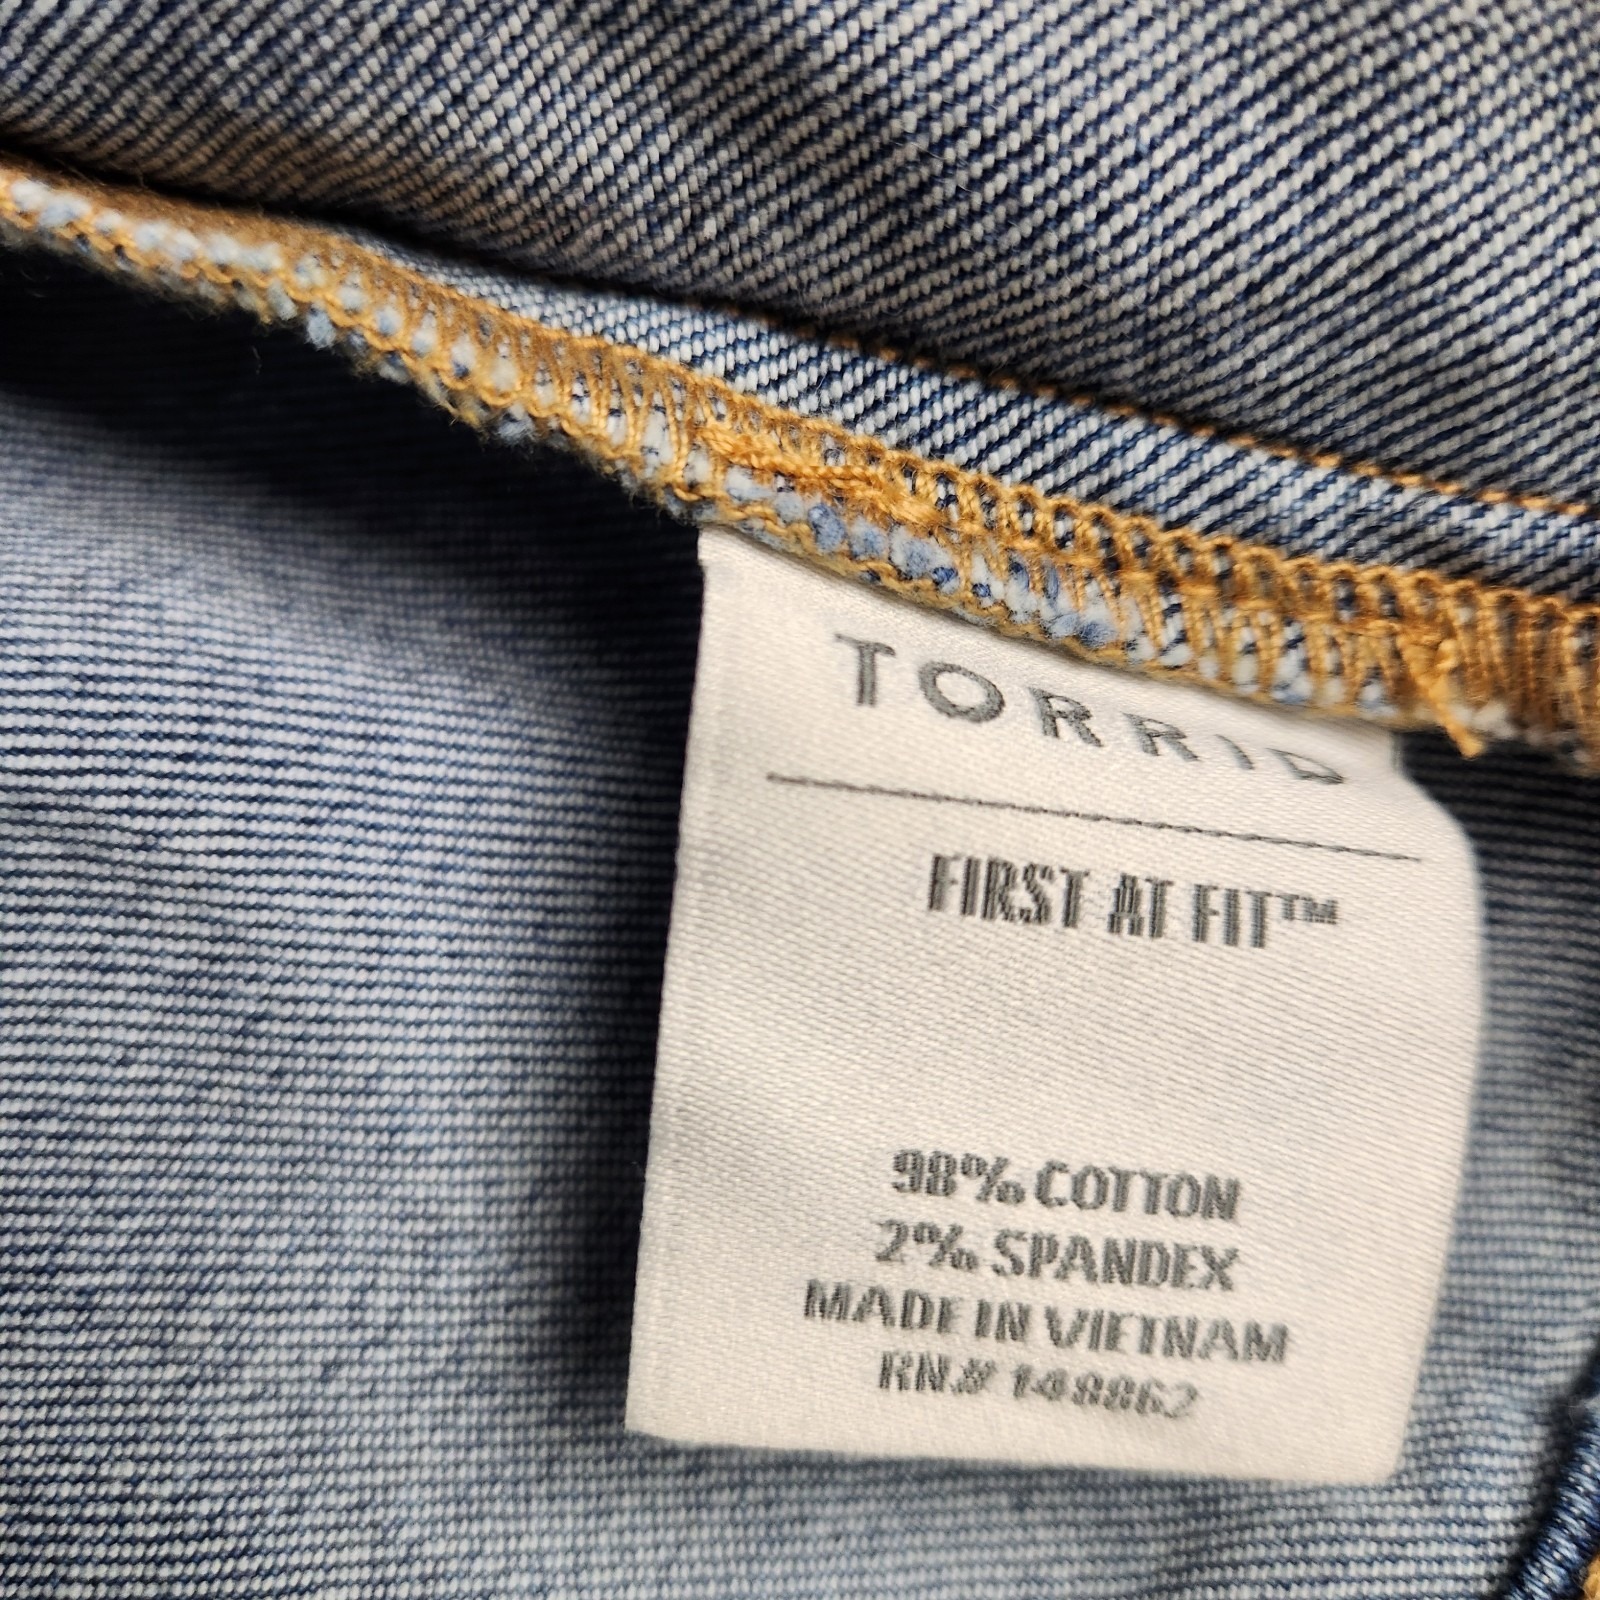 TORRID
FIRST AT FIT™
98% COTTON
2% SPANDEX
MADE IN VIETNAM
RN# 148862